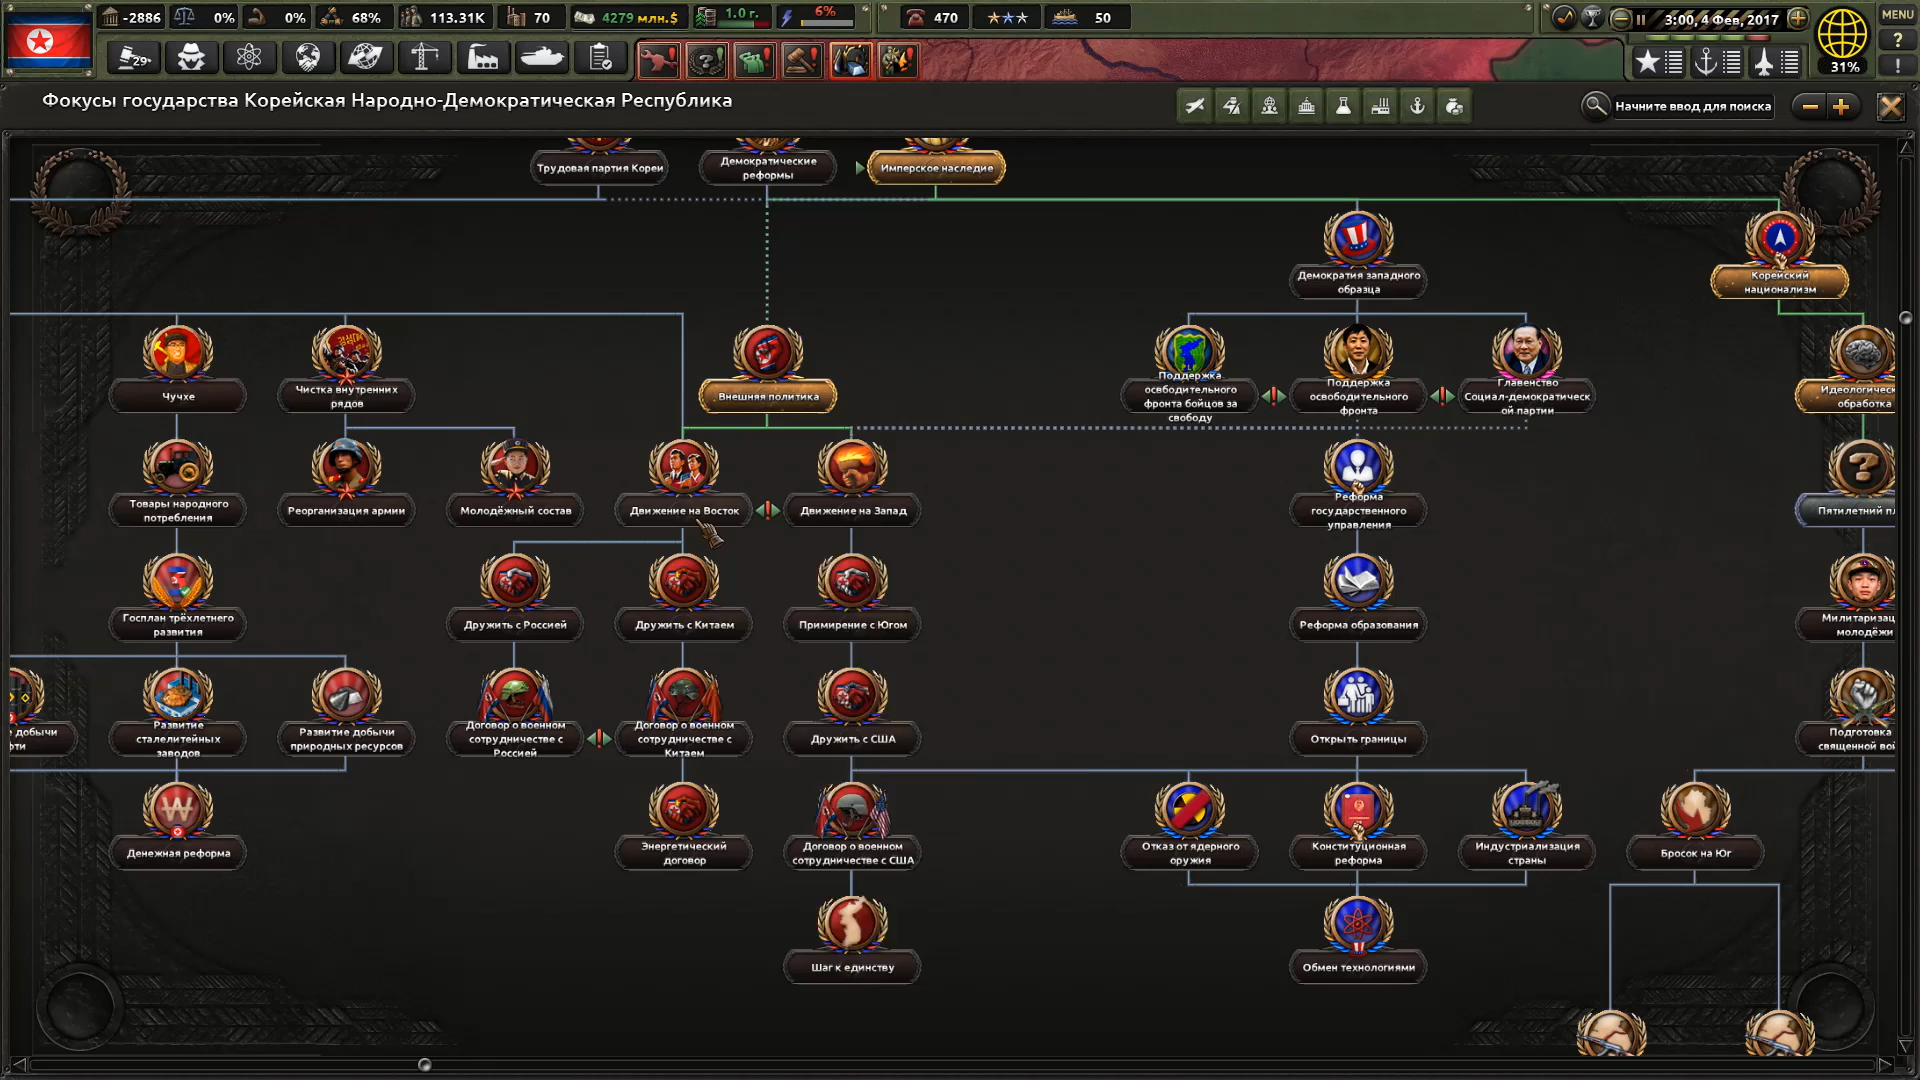 -2886
0%
0%
68%
113.31K
70
4279 млн.$
1.0 г.
6%
470
50
3:00, 4 Фев, 2017
MENU
29
31%
Фокусы государства Корейская Народно-Демократическая Республика
Начните ввод для поиска
Трудовая партия Кореи
Демократические
реформы
Имперское наследие
Демократия западного
образца
Корейский
национализм
Чучхе
Чистка внутренних
рядов
Внешняя политика
Поддержка
освободительного
фронта бойцов за
свободу
Поддержка
освободительного
фронта
Главенство
Социал-демократическ
ой партии
Идеологичес
обработка
Товары народного
потребления
Реорганизация армии
Молодёжный состав
Движение на Восток
Движение на Запад
Реформа
государственного
управления
Пятилетний пл
Госплан трёхлетнего
развития
Дружить с Россией
Дружить с Китаем
Примирение с Югом
Реформа образования
Милитаризац
молодёжи
е добычи
фти
Развитие
сталелитейных
заводов
Развитие добычи
природных ресурсов
Договор о военном
сотрудничестве с
Россией
Договор о военном
сотрудничестве с
Китаем
Дружить с США
Открыть границы
Подготовка
священной вой
Денежная реформа
Энергетический
договор
Договор о военном
сотрудничестве с США
Отказ от ядерного
оружия
Конституционная
реформа
Индустриализация
страны
Бросок на Юг
Шаг к единству
Обмен технологиями